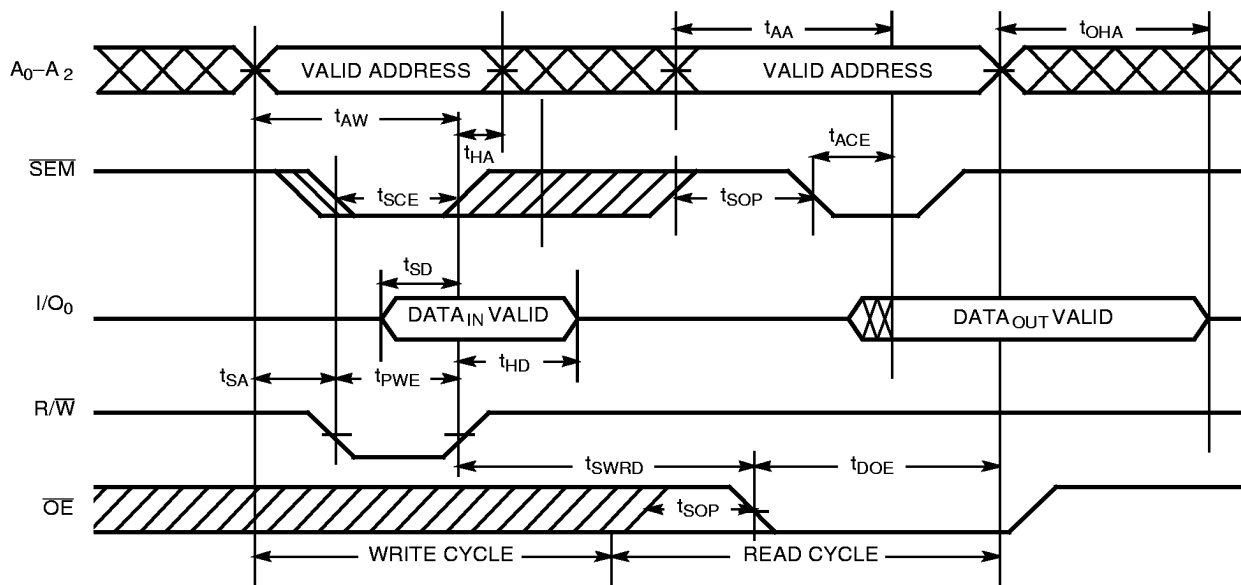 tAA
tOHA
A0–A2
VALID ADDRESS
VALID ADDRESS
tAW
tHA
tACE
SEM
tSCE
tSOP
tSD
I/O0
DATAIN VALID
DATAOUT VALID
tHD
tSA
tPWE
R/W
tSWRD
tDOE
OE
tSOP
WRITE CYCLE
READ CYCLE